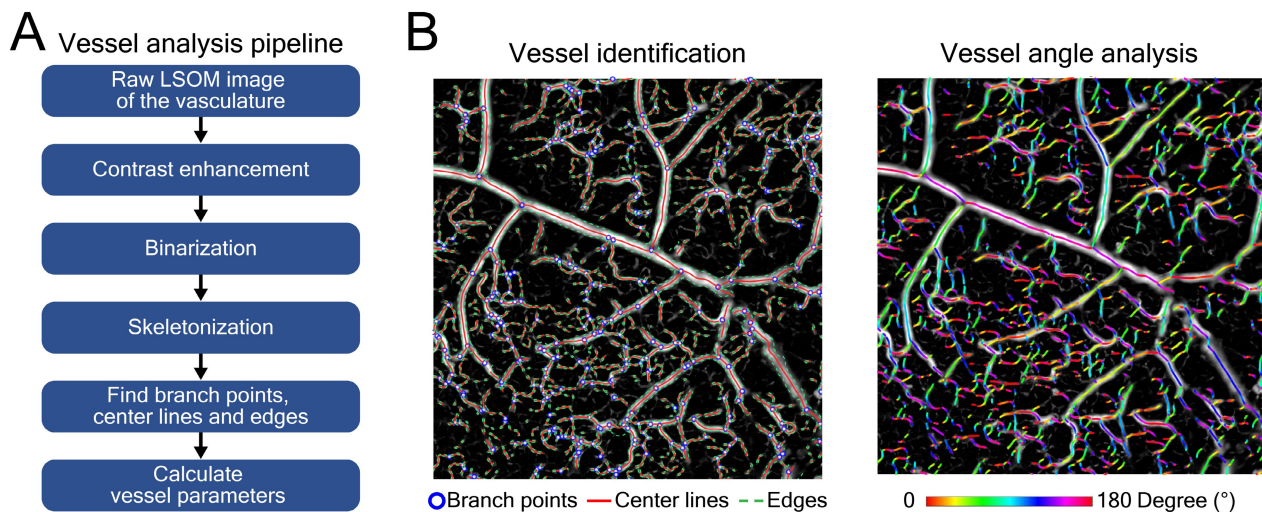 A
Vessel analysis pipeline
Raw LSOM image
of the vasculature
Contrast enhancement
Binarization
Skeletonization
Find branch points,
center lines and edges
Calculate
vessel parameters
B
Vessel identification
Branch points
Center lines
Edges
Vessel angle analysis
0
180 Degree (°)